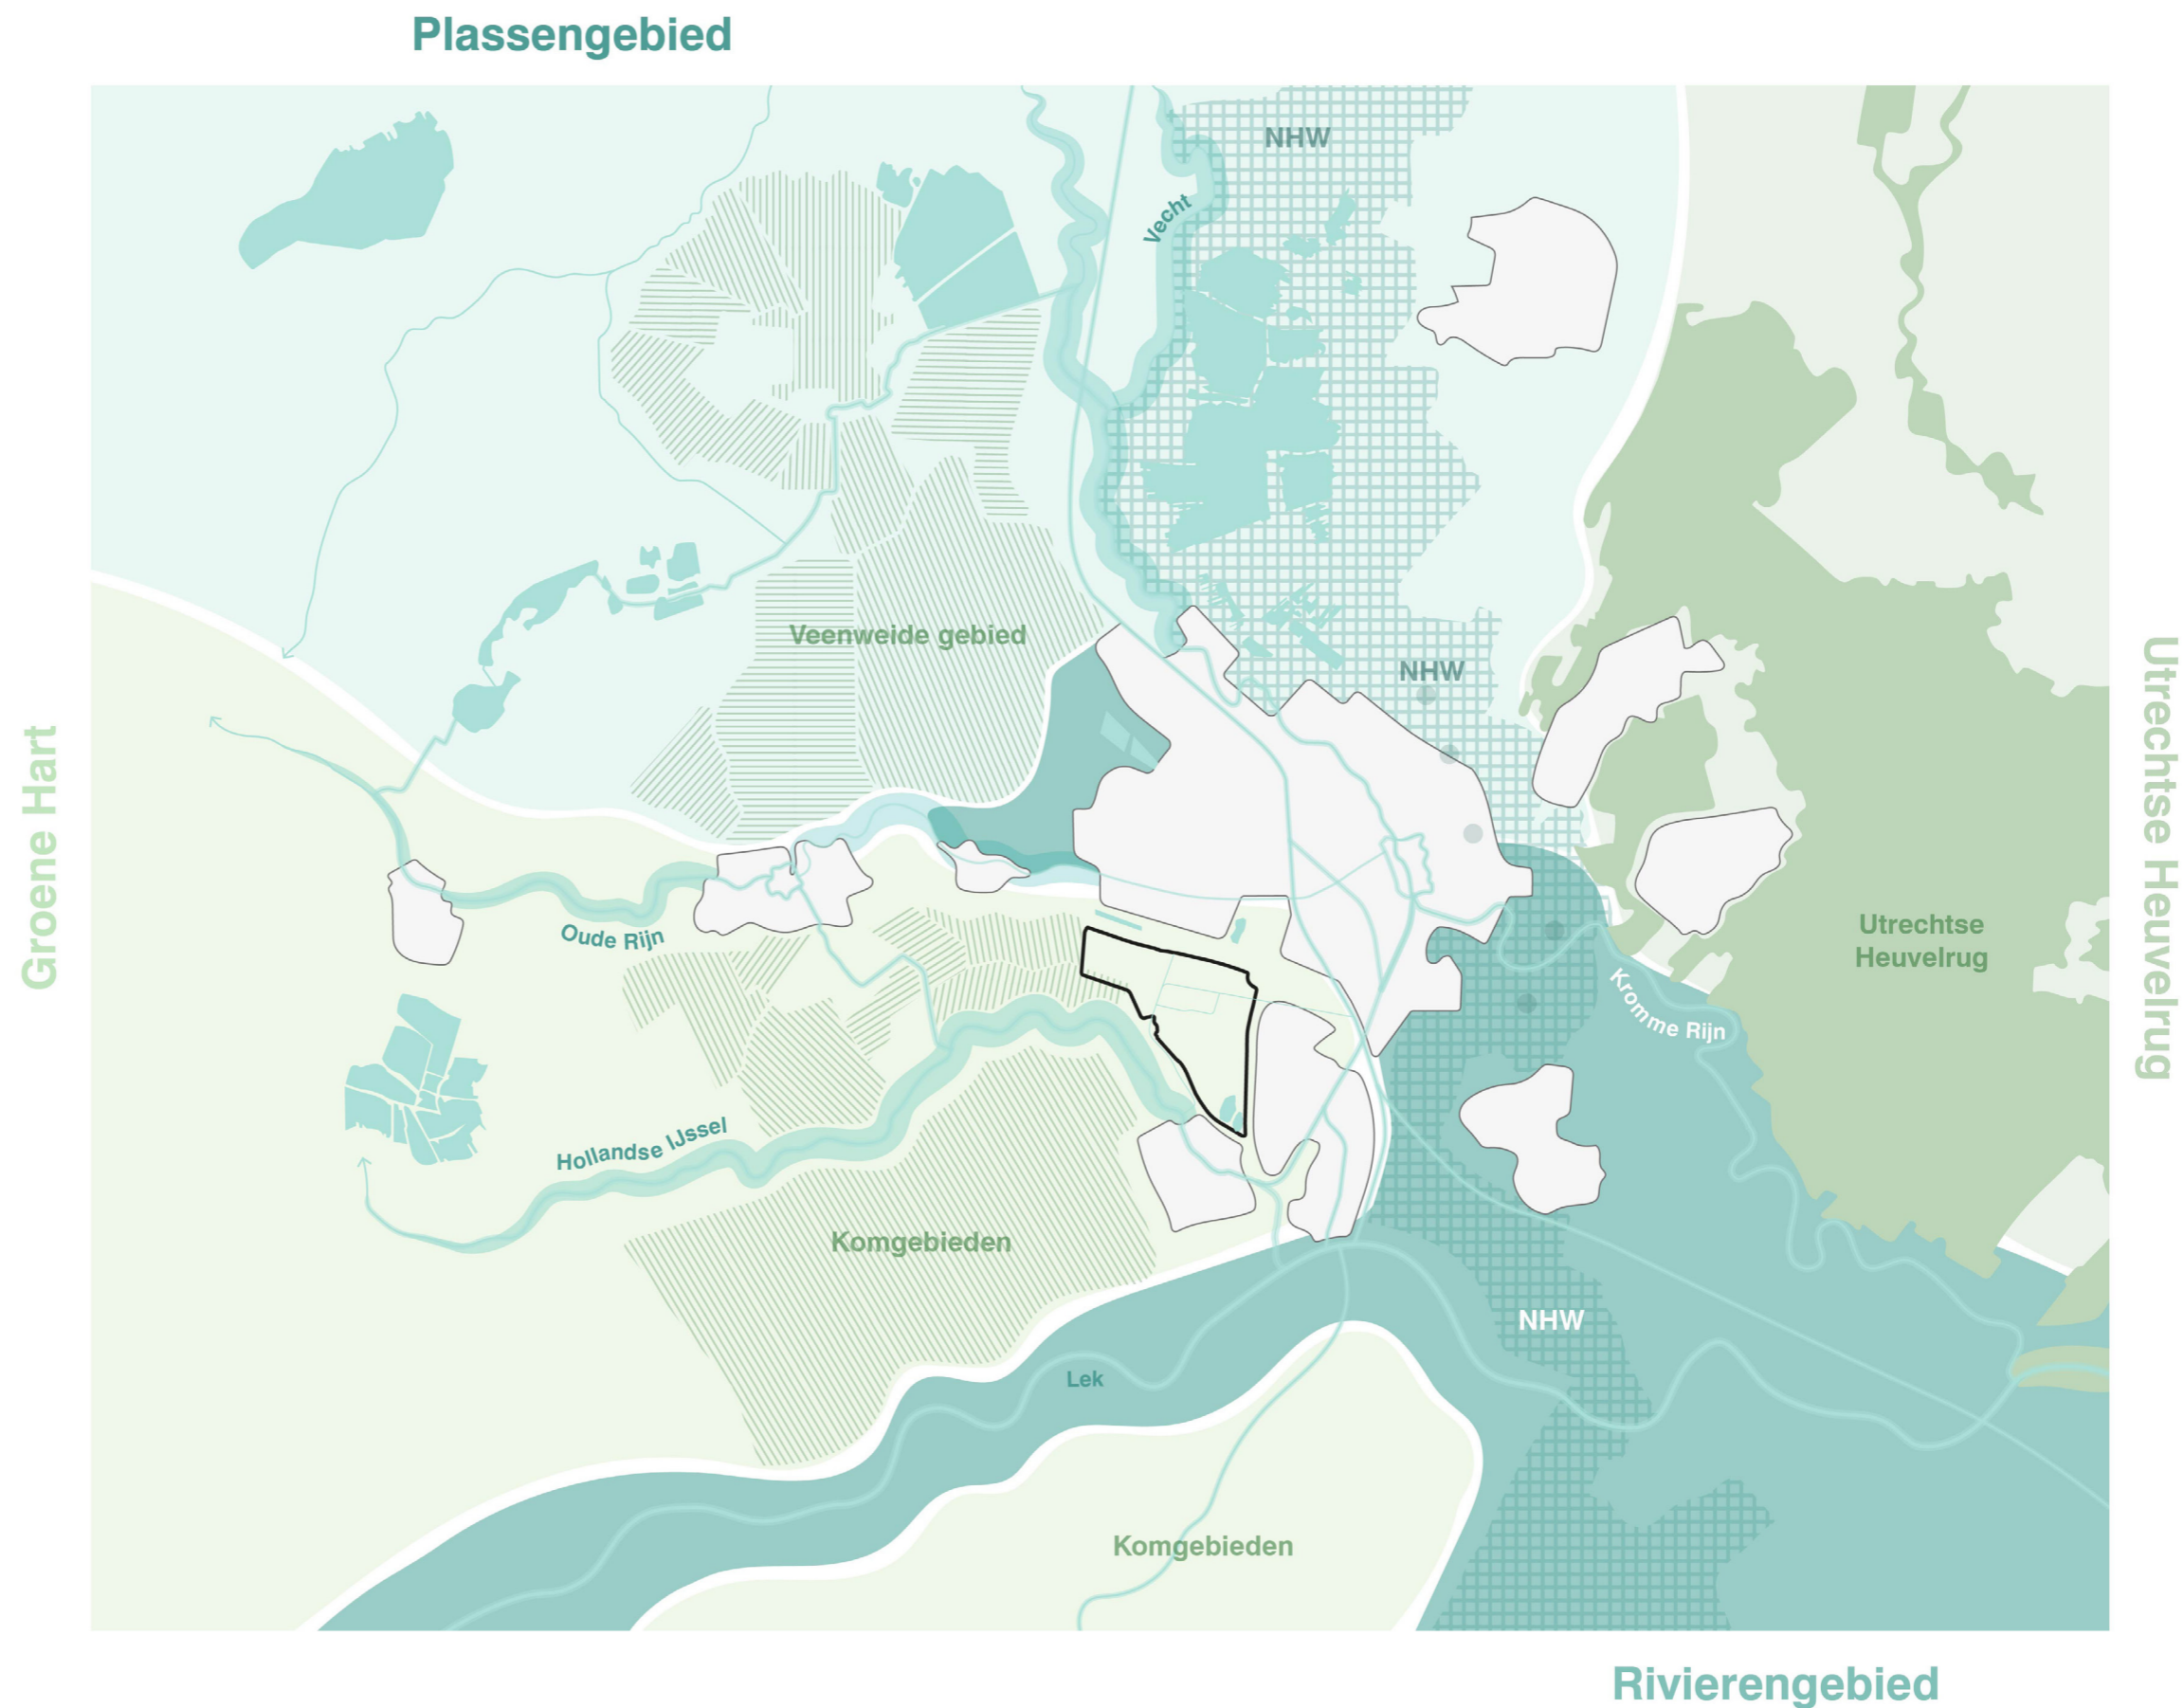 Plassengebied
NHW
Vecht
Veenweide gebied
NHW
Groene Hart
Utrechtse Heuvelrug
Oude Rijn
Utrechtse
Heuvelrug
Kromme Rijn
Hollandse IJssel
Komgebieden
NHW
Lek
Komgebieden
Rivierengebied